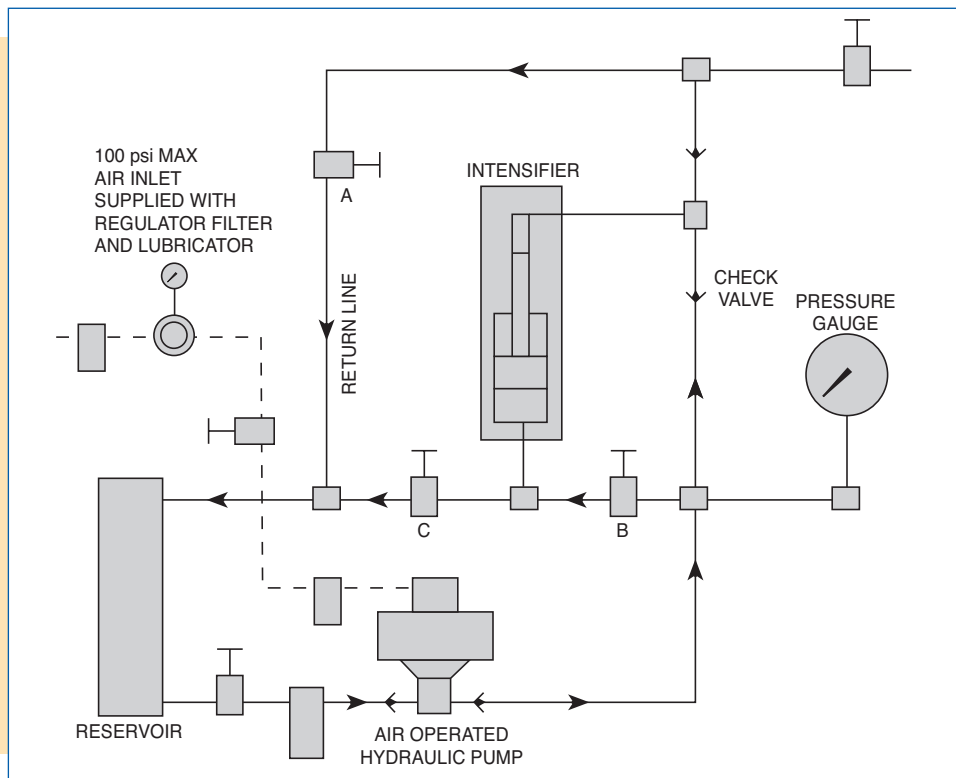 100 psi MAX
AIR INLET
SUPPLIED WITH
REGULATOR FILTER
AND LUBRICATOR
A
INTENSIFIER
RETURN LINE
CHECK
VALVE
PRESSURE
GAUGE
C
B
RESERVOIR
AIR OPERATED
HYDRAULIC PUMP